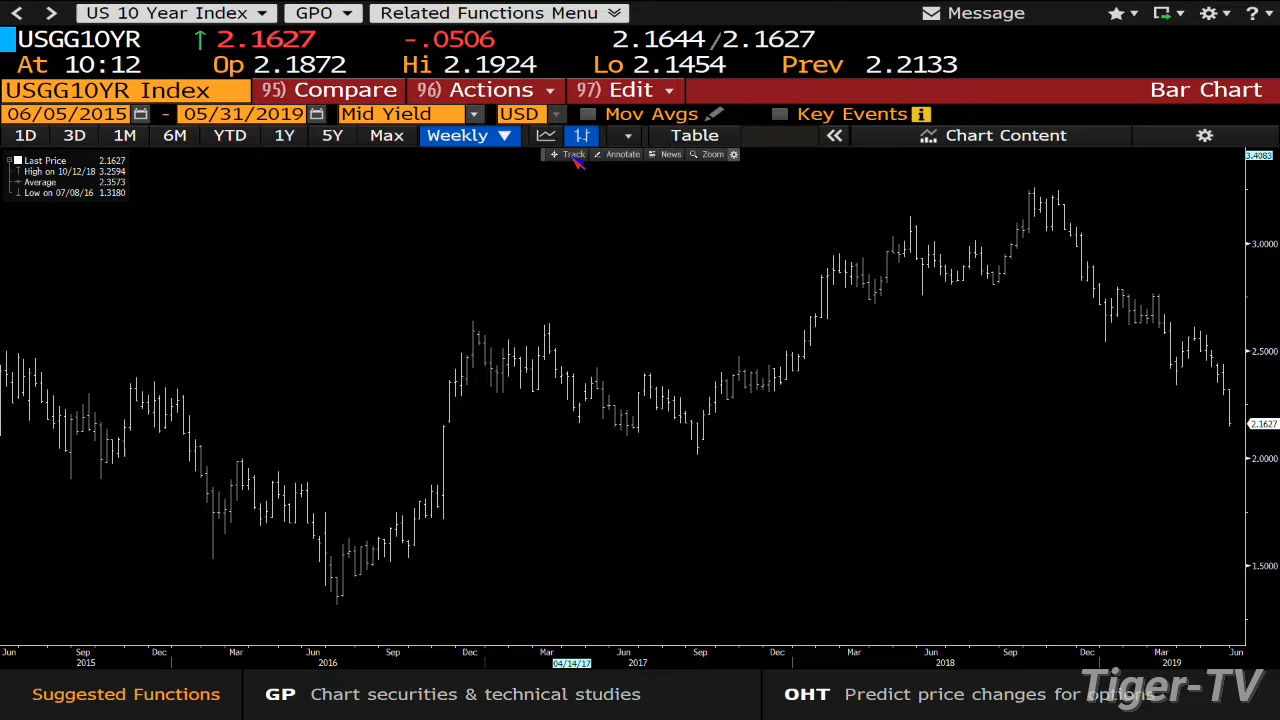 US 10 Year Index GPO Related Functions Menu Message ?
USGG10YR ↑ 2.1627 -.0506 2.1644/2.1627
At 10:12 Op 2.1872 Hi 2.1924 Lo 2.1454 Prev 2.2133
USGG10YR Index 95) Compare 96) Actions 97) Edit Bar Chart
06/05/2015 - 05/31/2019 Mid Yield USD Mov Avgs Key Events i
1D 3D 1M 6M YTD 1Y 5Y Max Weekly ▼ Table « Chart Content
Track Annotate News Zoom
3.4083
Last Price 2.1627
High on 10/12/18 3.2594
Average 2.3573
Low on 07/08/16 1.3180
3.0000
2.5000
2.1627
2.0000
1.5000
Jun Sep Dec Mar Jun Sep Dec Mar Jun Sep Dec Mar Jun Sep Dec Mar Jun
2015 2016 04/14/17 2017 2018 2019
Suggested Functions GP Chart securities & technical studies OHT Predict price changes for options
Tiger-TV